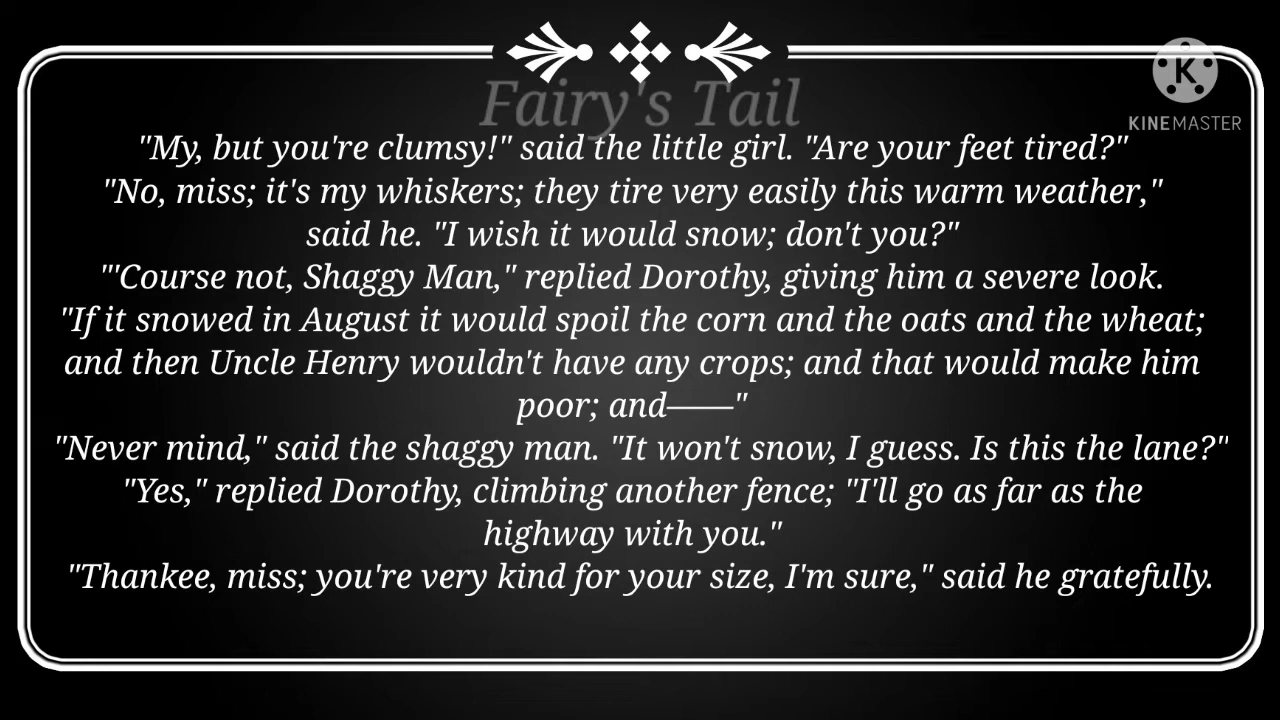 Fairy's Tail
K
KINEMASTER
"My, but you're clumsy!" said the little girl. "Are your feet tired?"
"No, miss; it's my whiskers; they tire very easily this warm weather,"
said he. "I wish it would snow; don't you?"
"'Course not, Shaggy Man," replied Dorothy, giving him a severe look.
"If it snowed in August it would spoil the corn and the oats and the wheat;
and then Uncle Henry wouldn't have any crops; and that would make him
poor; and——"
"Never mind," said the shaggy man. "It won't snow, I guess. Is this the lane?"
"Yes," replied Dorothy, climbing another fence; "I'll go as far as the
highway with you."
"Thankee, miss; you're very kind for your size, I'm sure," said he gratefully.